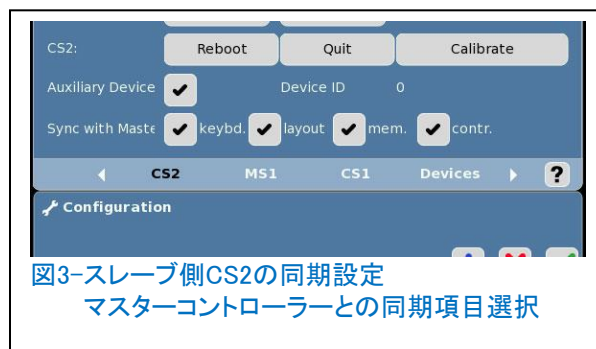 CS2: Reboot Quit Calibrate
Auxiliary Device Device ID 0
Sync with Maste keybd. layout mem. contr.
CS2 MS1 CS1 Devices ?
Configuration
図3-スレーブ側CS2の同期設定
マスターコントローラーとの同期項目選択